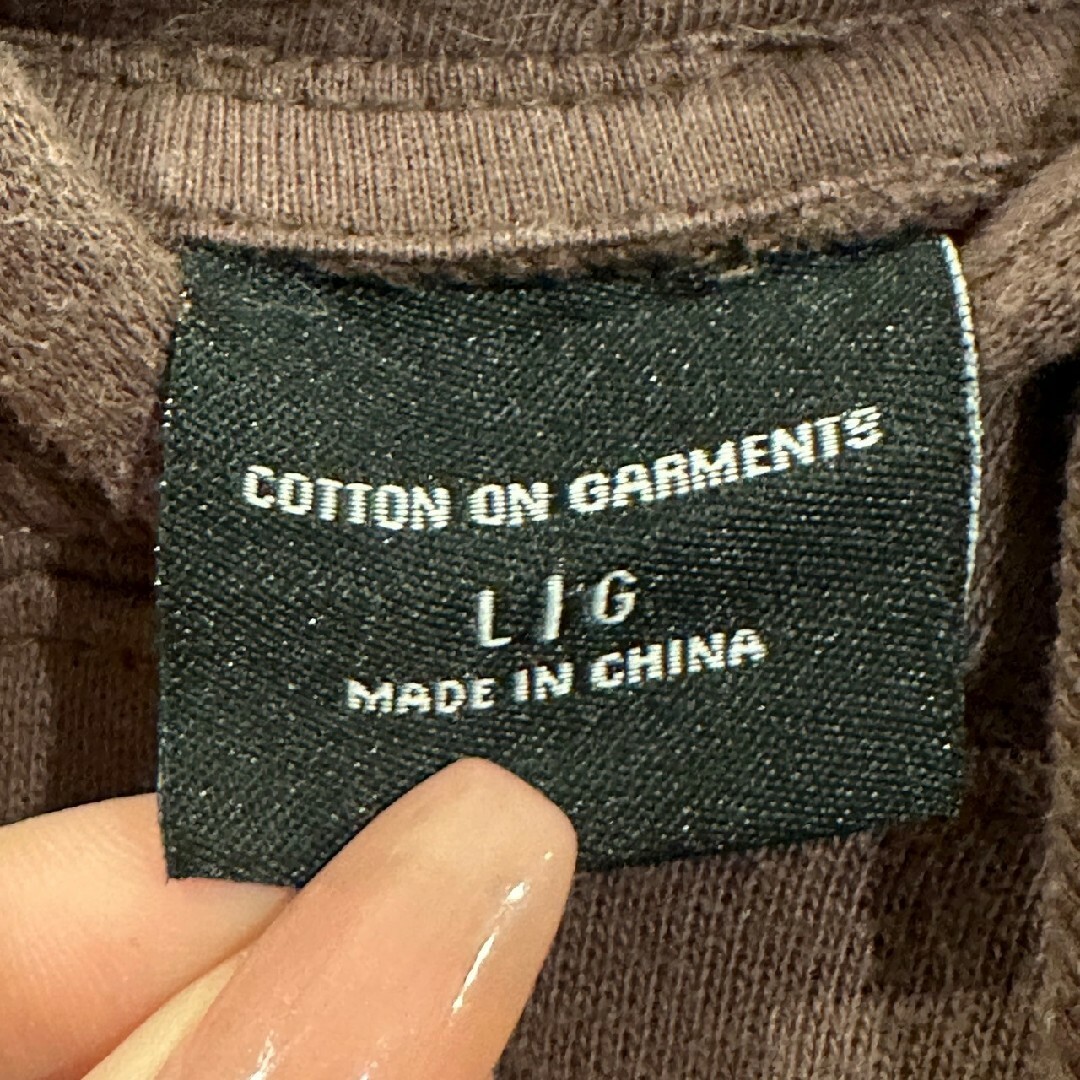 COTTON ON GARMENTS
L / G
MADE IN CHINA